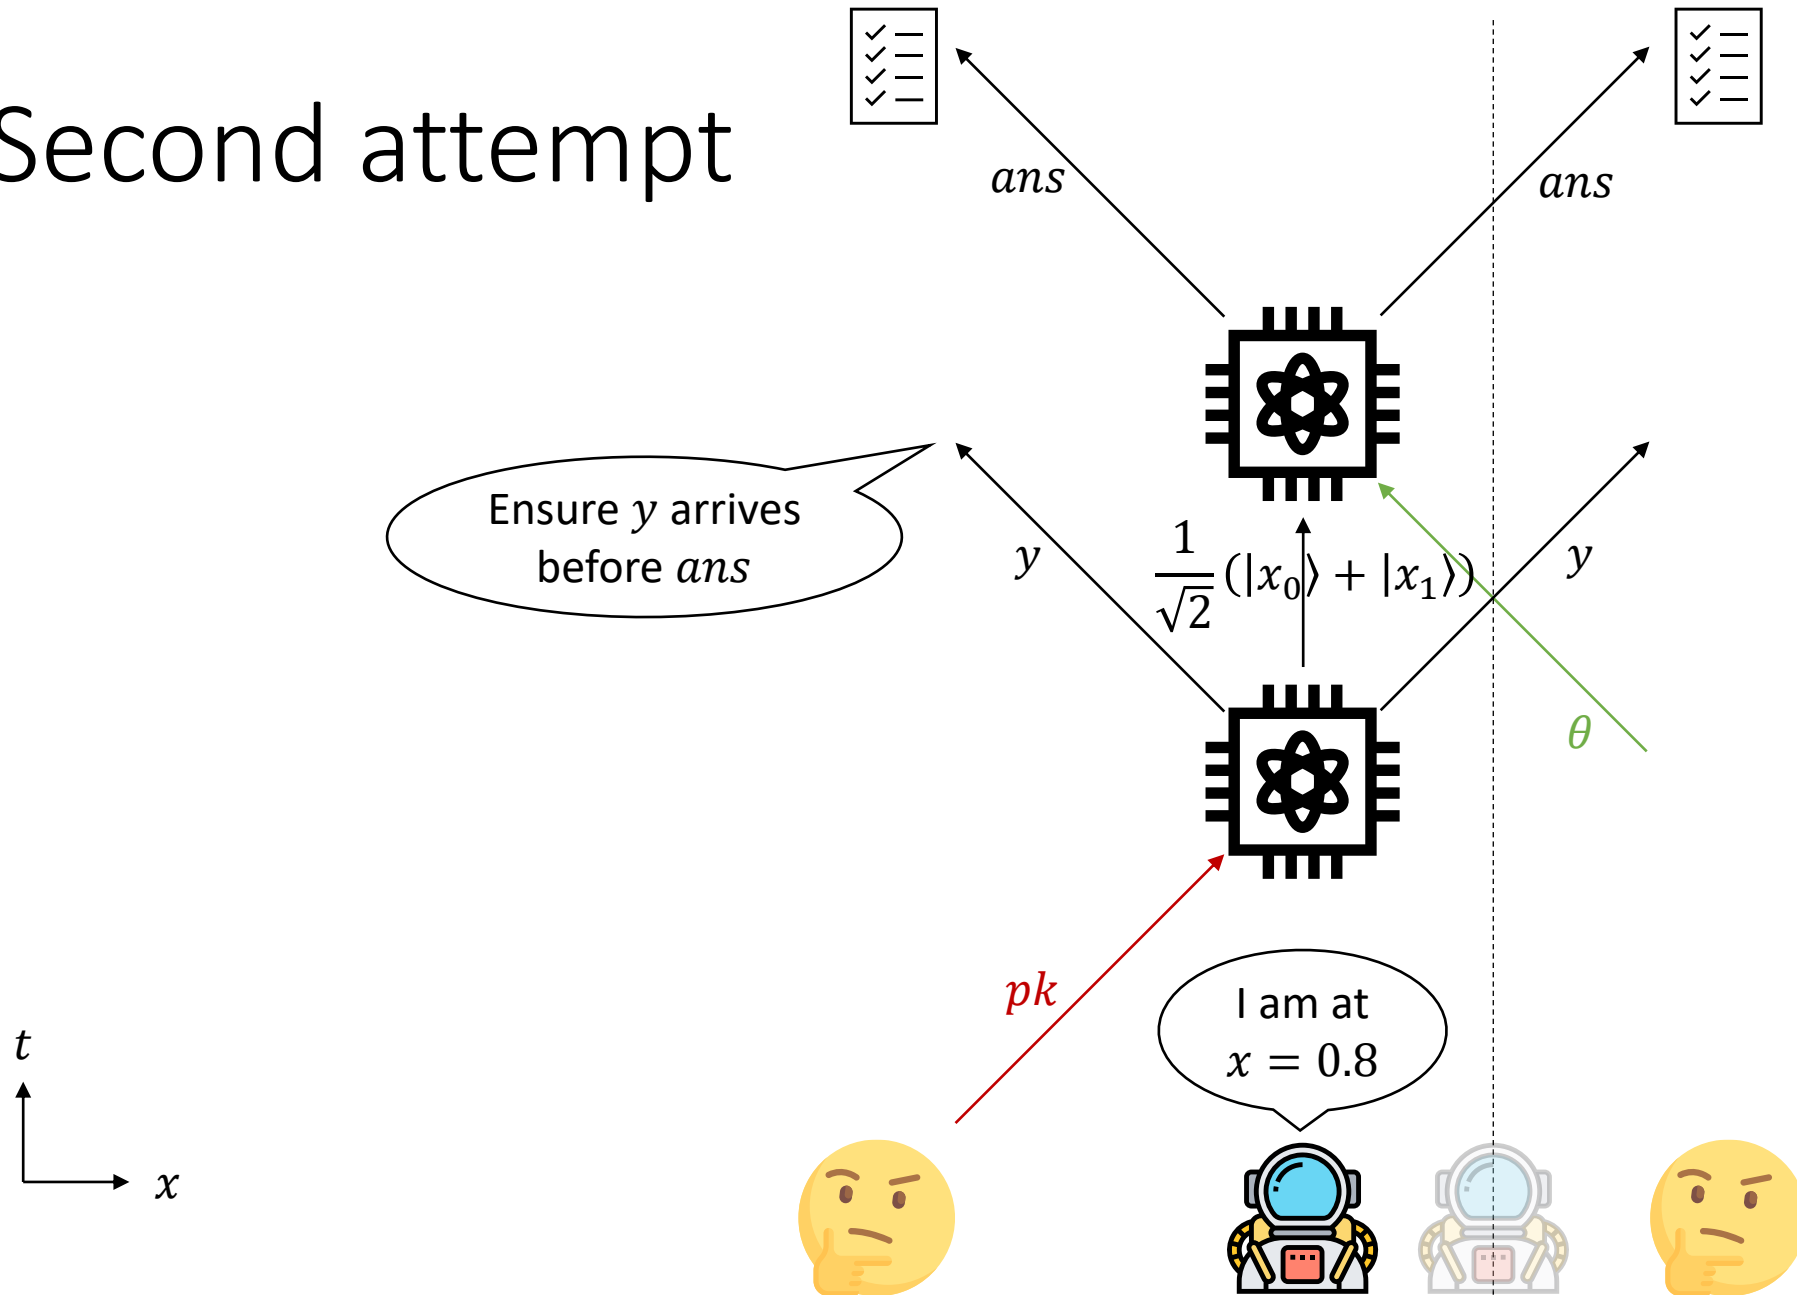 Second attempt
ans
ans
Ensure y arrives
before ans
y
1/√2 (|x₀⟩ + |x₁⟩)
y
θ
pk
I am at
x = 0.8
t
x